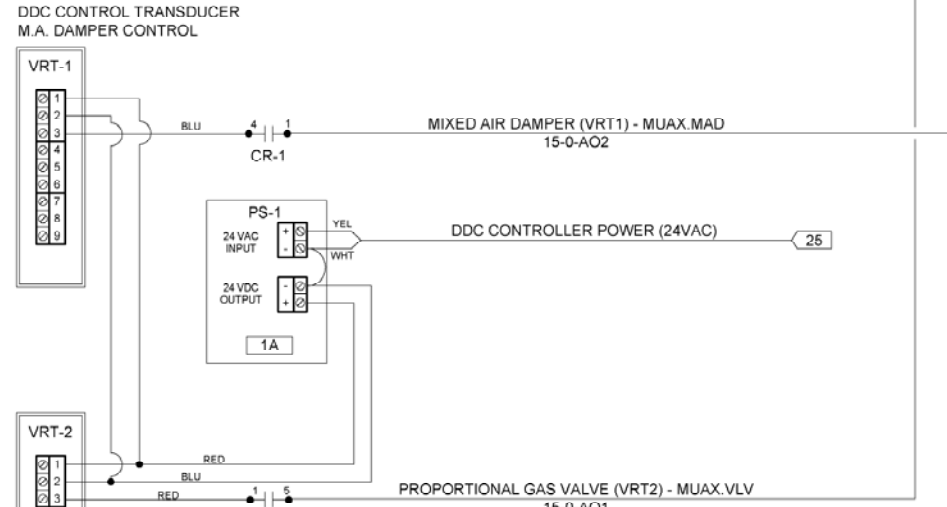 DDC CONTROL TRANSDUCER
M.A. DAMPER CONTROL
VRT-1
1
2
3
4
5
6
7
8
9
BLU
4
1
CR-1
MIXED AIR DAMPER (VRT1) - MUAX.MAD
15-0-AO2
PS-1
24 VAC
INPUT
+
-
YEL
WHT
DDC CONTROLLER POWER (24VAC)
25
24 VDC
OUTPUT
-
+
1A
VRT-2
1
2
3
RED
BLU
RED
1
5
PROPORTIONAL GAS VALVE (VRT2) - MUAX.VLV
15-0-AO1